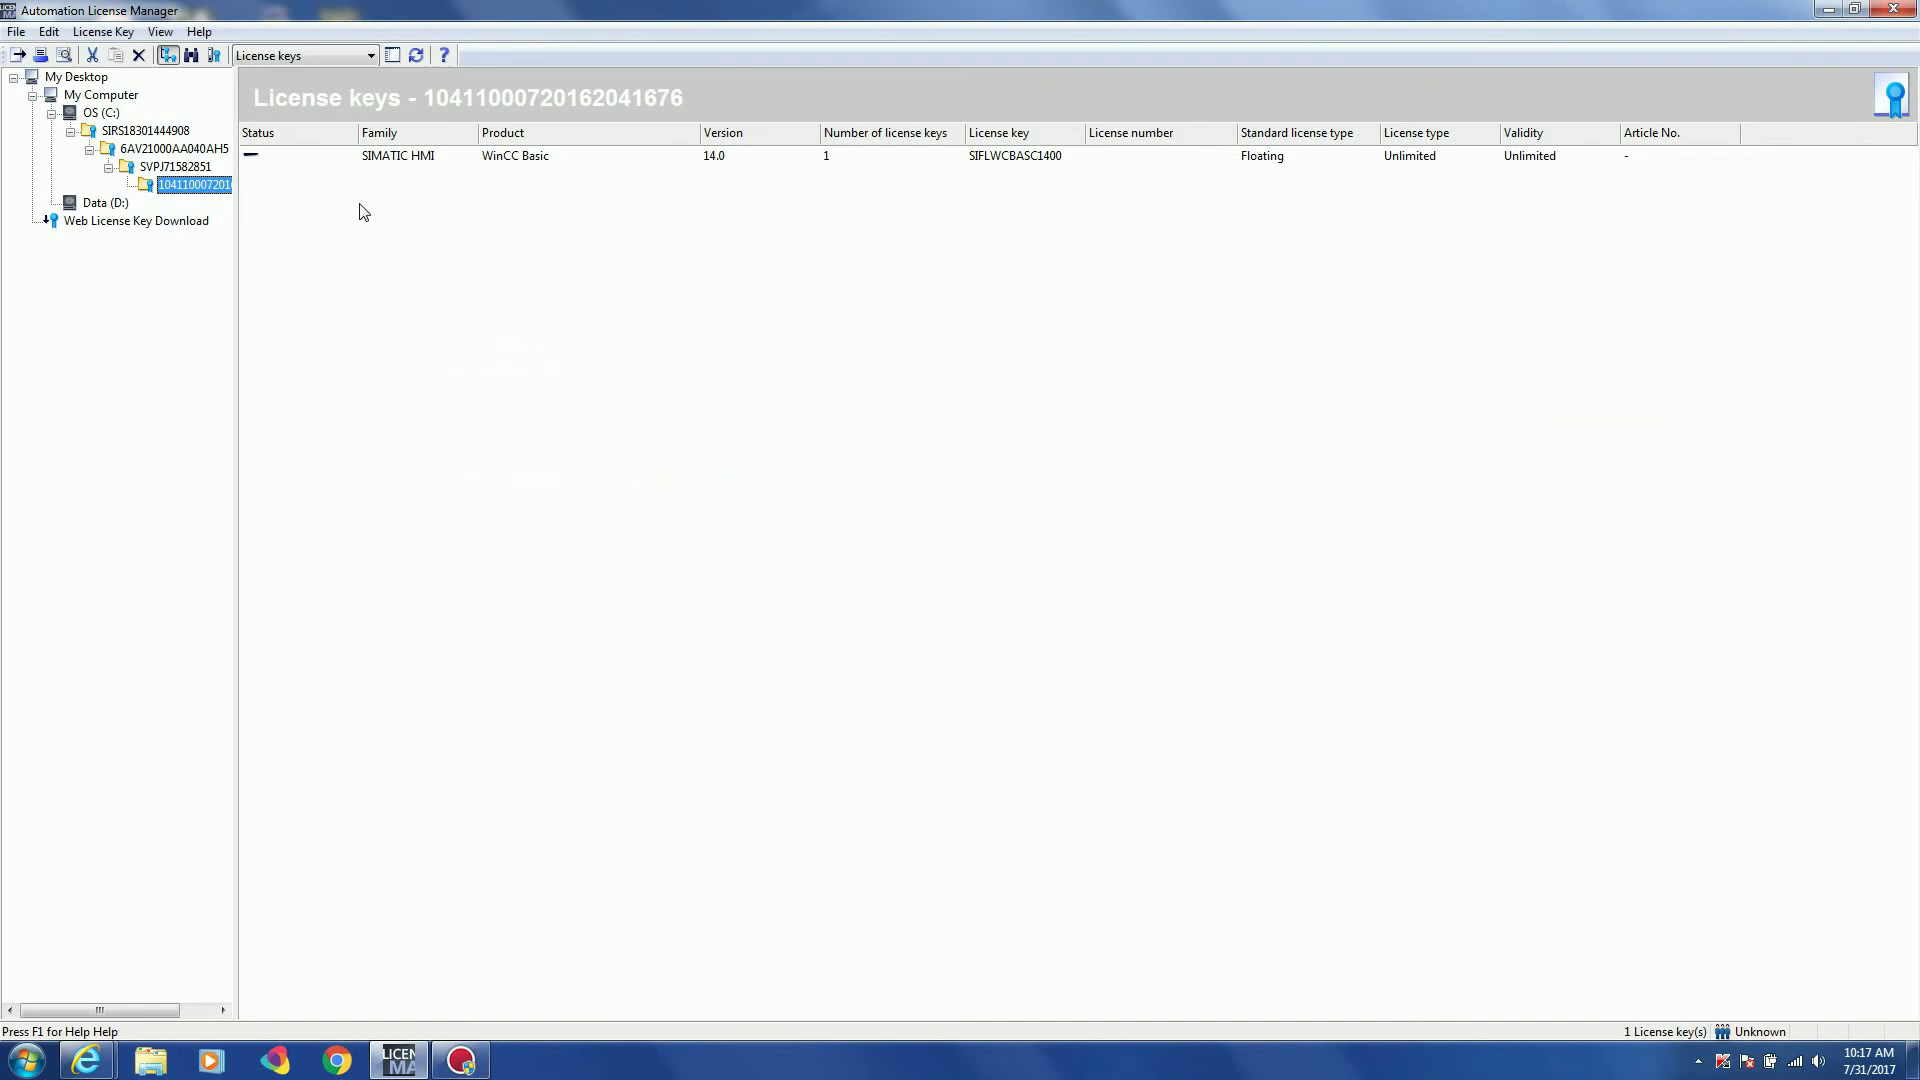 Automation License Manager
File Edit License Key View Help
License keys
My Desktop
My Computer
OS (C:)
SIRS18301444908
6AV21000AA040AH5
SVPJ71582851
1041100072016
Data (D:)
Web License Key Download
License keys - 10411000720162041676
Status Family Product Version Number of license keys License key License number Standard license type License type Validity Article No.
SIMATIC HMI WinCC Basic 14.0 1 SIFLWCBASC1400 Floating Unlimited Unlimited -
Press F1 for Help Help
1 License key(s) Unknown
LICEN
MA
10:17 AM
7/31/2017